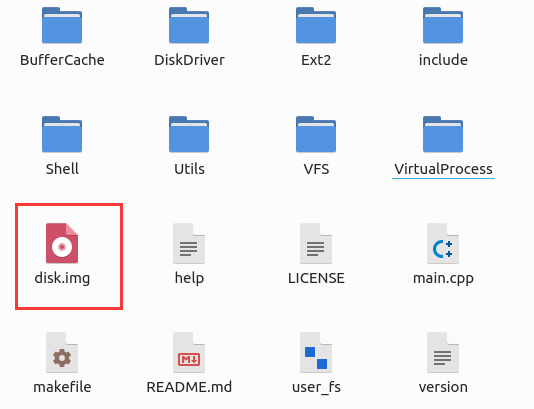 BufferCache DiskDriver Ext2 include
Shell Utils VFS VirtualProcess
disk.img help LICENSE main.cpp
makefile README.md user_fs version